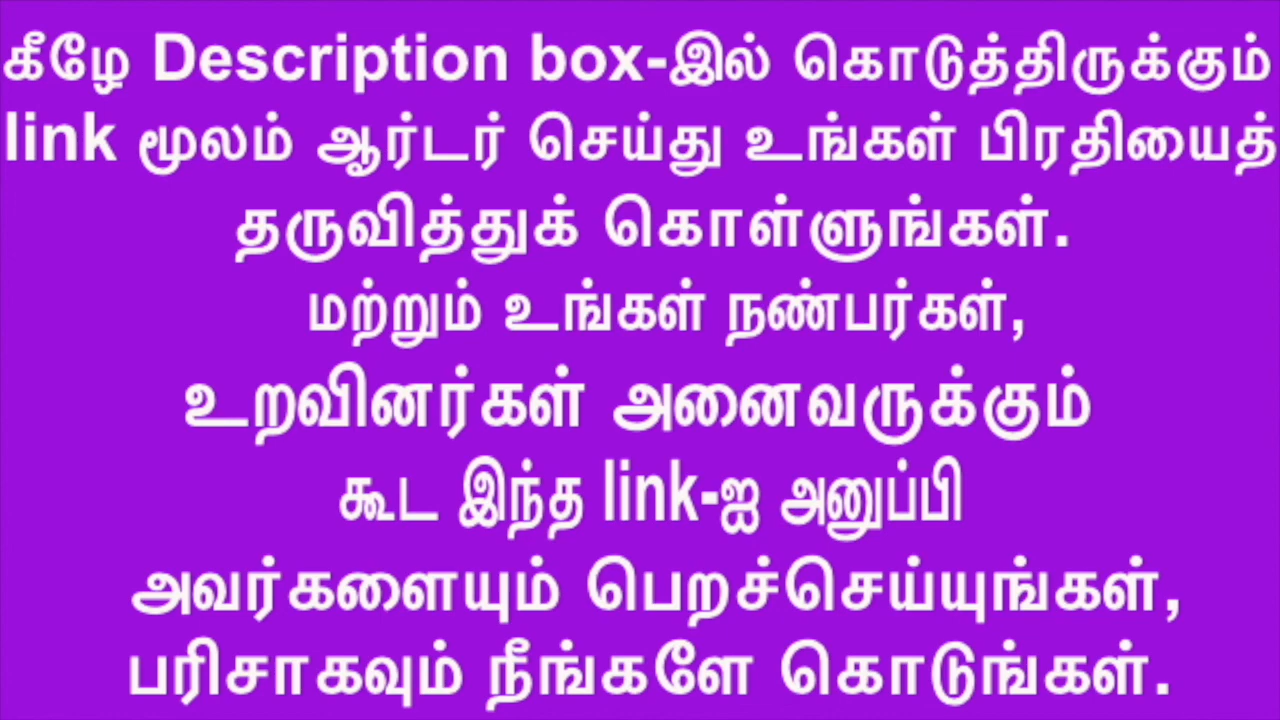 கீழே Description box-இல் கொடுத்திருக்கும்
link மூலம் ஆர்டர் செய்து உங்கள் பிரதியைத்
தருவித்துக் கொள்ளுங்கள்.
மற்றும் உங்கள் நண்பர்கள்,
உறவினர்கள் அனைவருக்கும்
கூட இந்த link-ஐ அனுப்பி
அவர்களையும் பெறச்செய்யுங்கள்,
பரிசாகவும் நீங்களே கொடுங்கள்.